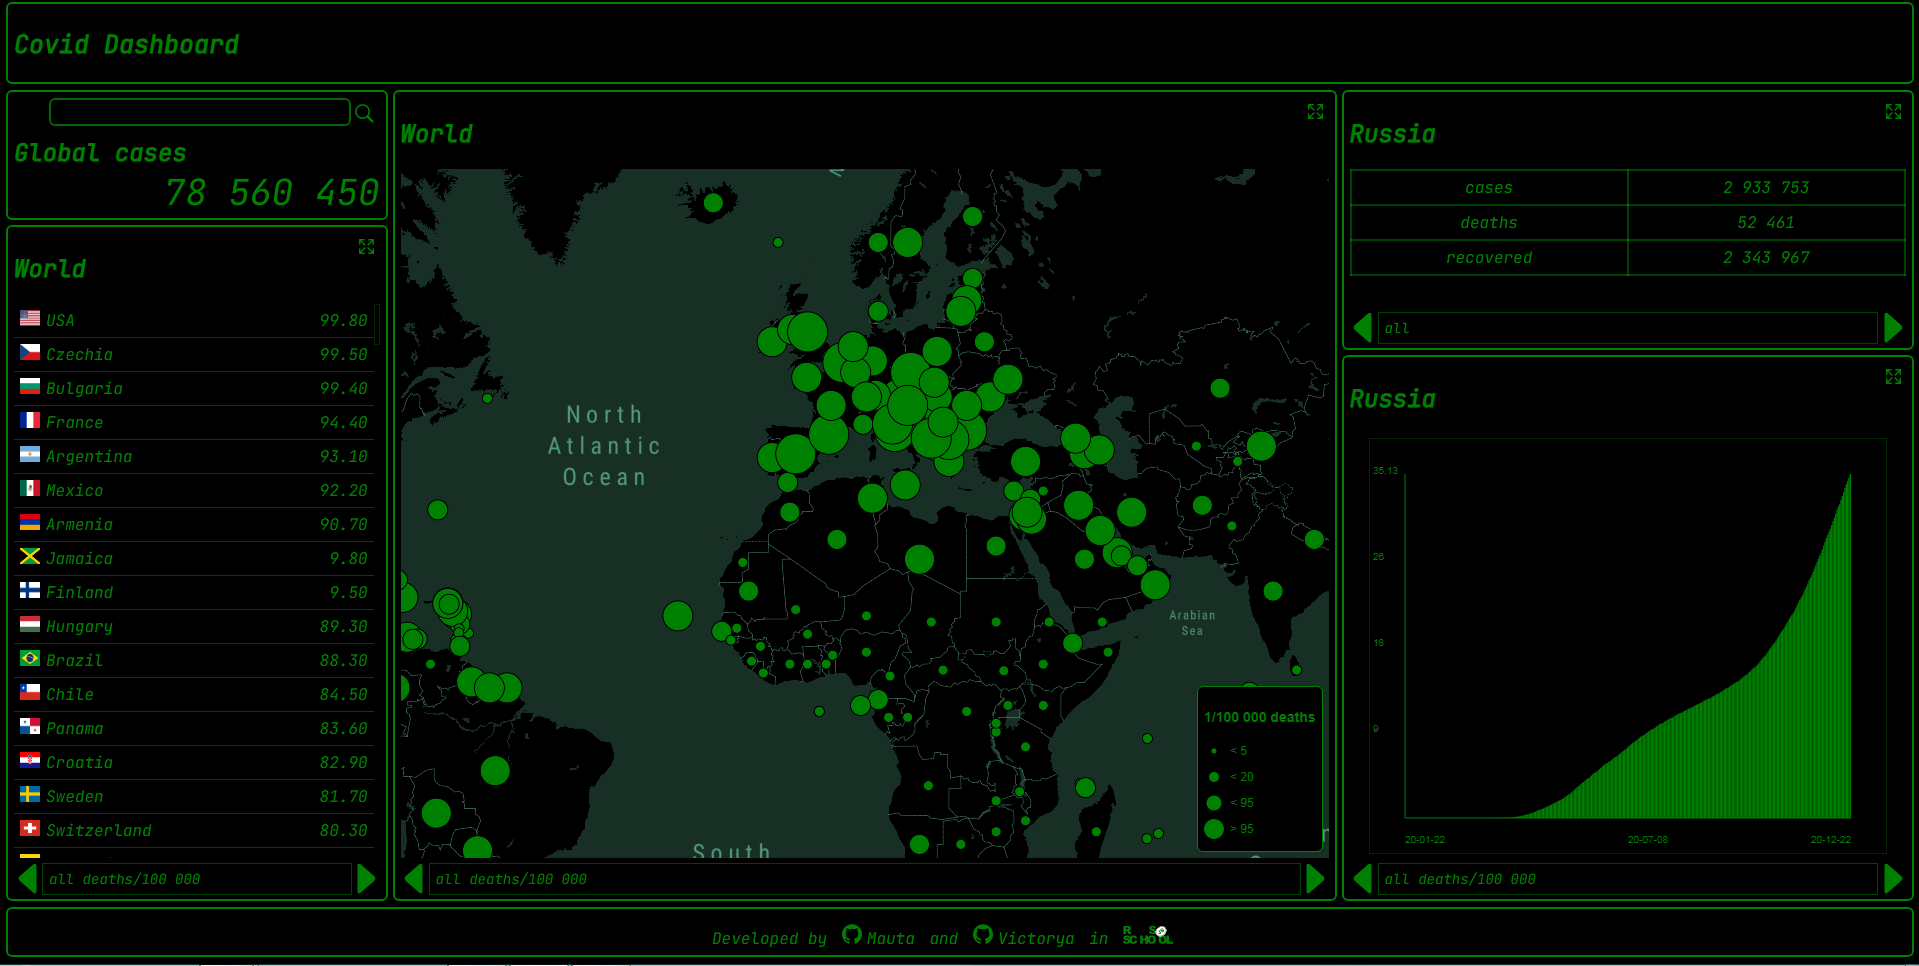 Covid Dashboard
Global cases
78 560 450
World
USA 99.80
Czechia 99.50
Bulgaria 99.40
France 94.40
Argentina 93.10
Mexico 92.20
Armenia 90.70
Jamaica 9.80
Finland 9.50
Hungary 89.30
Brazil 88.30
Chile 84.50
Panama 83.60
Croatia 82.90
Sweden 81.70
Switzerland 80.30
all deaths/100 000
World
North
Atlantic
Ocean
Arabian
Sea
South
1/100 000 deaths
< 5
< 20
< 95
> 95
all deaths/100 000
Russia
cases 2 933 753
deaths 52 461
recovered 2 343 967
all
Russia
35.13
26
18
9
20-01-22 20-07-08 20-12-22
all deaths/100 000
Developed by Mauta and Victorya in RS SCHOOL